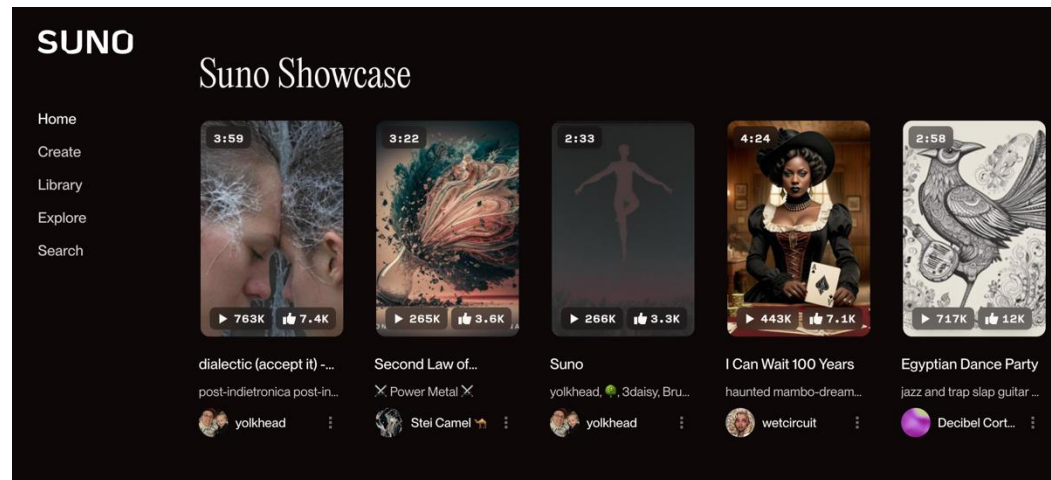 SUNO
Home
Create
Library
Explore
Search
Suno Showcase
3:59
763K 7.4K
dialectic (accept it) -...
post-indietronica post-in...
yolkhead
3:22
265K 3.6K
Second Law of...
⚔ Power Metal ⚔
Stei Camel 🐪
2:33
266K 3.3K
Suno
yolkhead, 🌳, 3daisy, Bru...
yolkhead
4:24
443K 7.1K
I Can Wait 100 Years
haunted mambo-dream...
wetcircuit
2:58
717K 12K
Egyptian Dance Party
jazz and trap slap guitar ...
Decibel Cort...